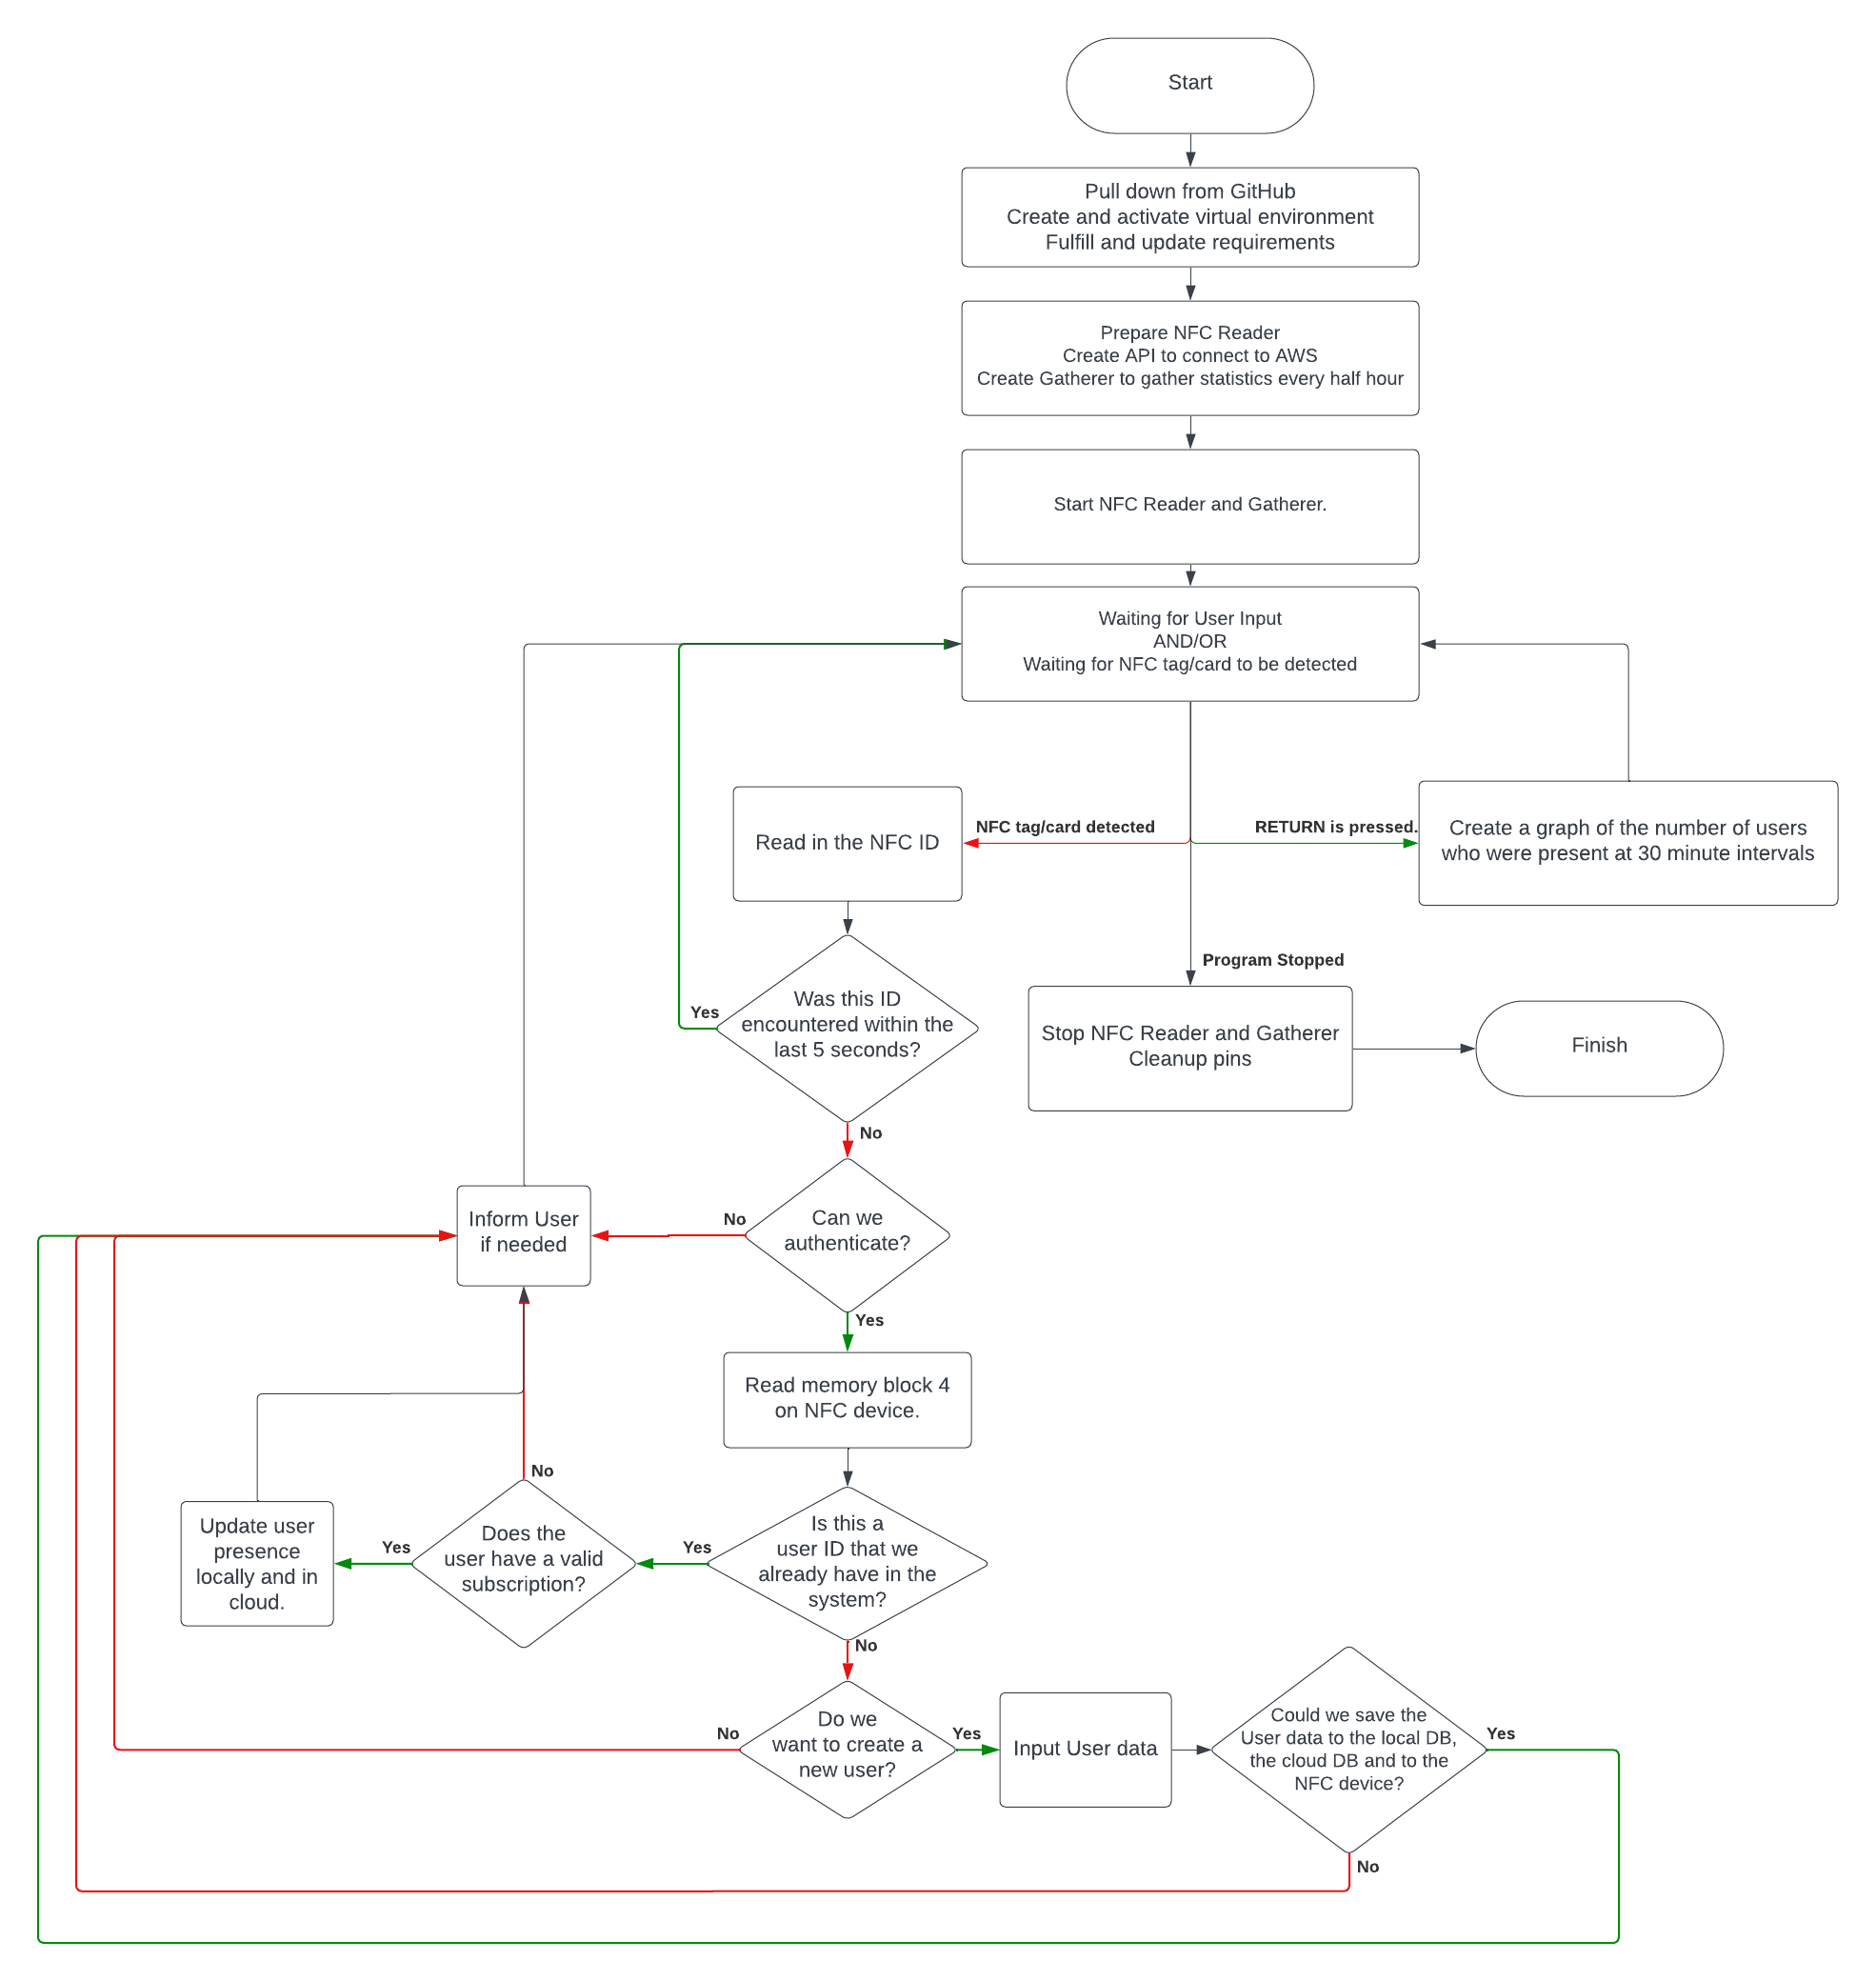 Start
Pull down from GitHub
Create and activate virtual environment
Fulfill and update requirements
Prepare NFC Reader
Create API to connect to AWS
Create Gatherer to gather statistics every half hour
Start NFC Reader and Gatherer.
Waiting for User Input
AND/OR
Waiting for NFC tag/card to be detected
Read in the NFC ID
NFC tag/card detected
RETURN is pressed.
Create a graph of the number of users
who were present at 30 minute intervals
Program Stopped
Was this ID
encountered within the
last 5 seconds?
Yes
No
Stop NFC Reader and Gatherer
Cleanup pins
Finish
Inform User
if needed
No
Can we
authenticate?
Yes
Read memory block 4
on NFC device.
Update user
presence
locally and in
cloud.
Yes
No
Does the
user have a valid
subscription?
Yes
Is this a
user ID that we
already have in the
system?
No
No
Do we
want to create a
new user?
Yes
Input User data
Could we save the
User data to the local DB,
the cloud DB and to the
NFC device?
Yes
No